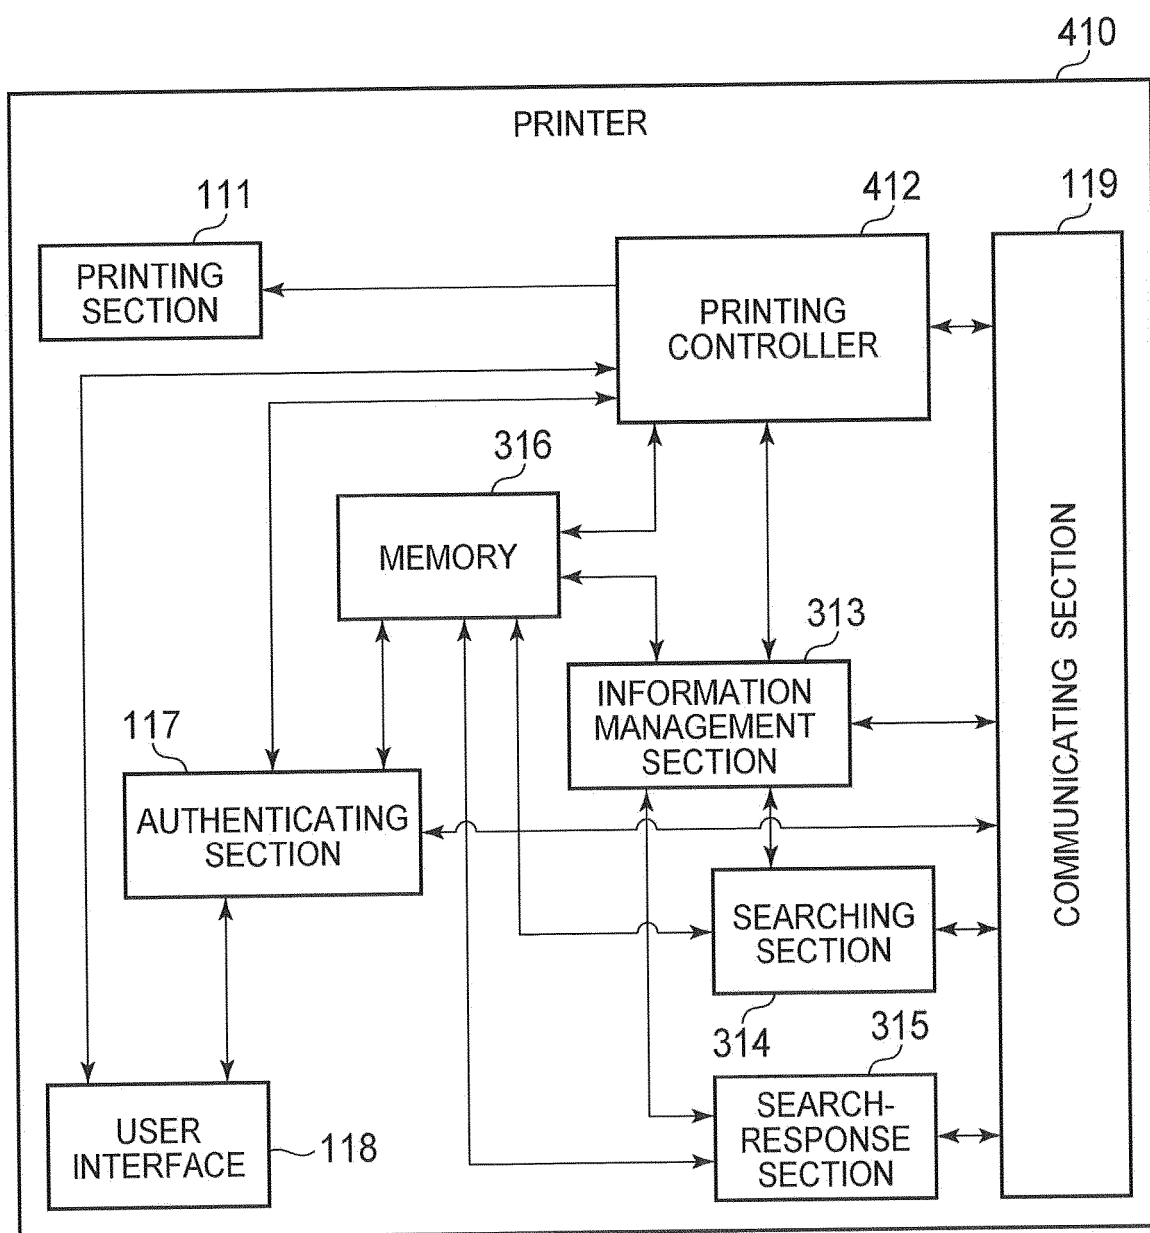 410
PRINTER
111
412
119
PRINTING
SECTION
PRINTING
CONTROLLER
316
MEMORY
COMMUNICATING SECTION
313
INFORMATION
MANAGEMENT
SECTION
117
AUTHENTICATING
SECTION
SEARCHING
SECTION
314
315
USER
INTERFACE
118
SEARCH-
RESPONSE
SECTION